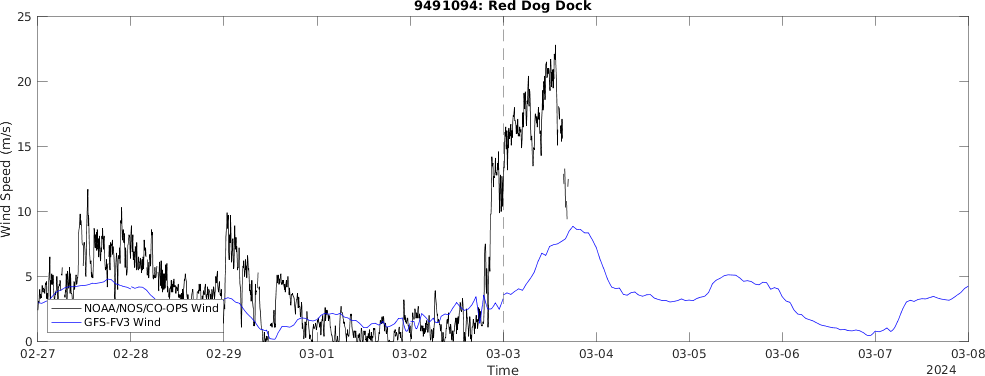 9491094: Red Dog Dock
Wind Speed (m/s)
25
20
15
10
5
0
NOAA/NOS/CO-OPS Wind
GFS-FV3 Wind
02-27 02-28 02-29 03-01 03-02 03-03 03-04 03-05 03-06 03-07 03-08
Time
2024